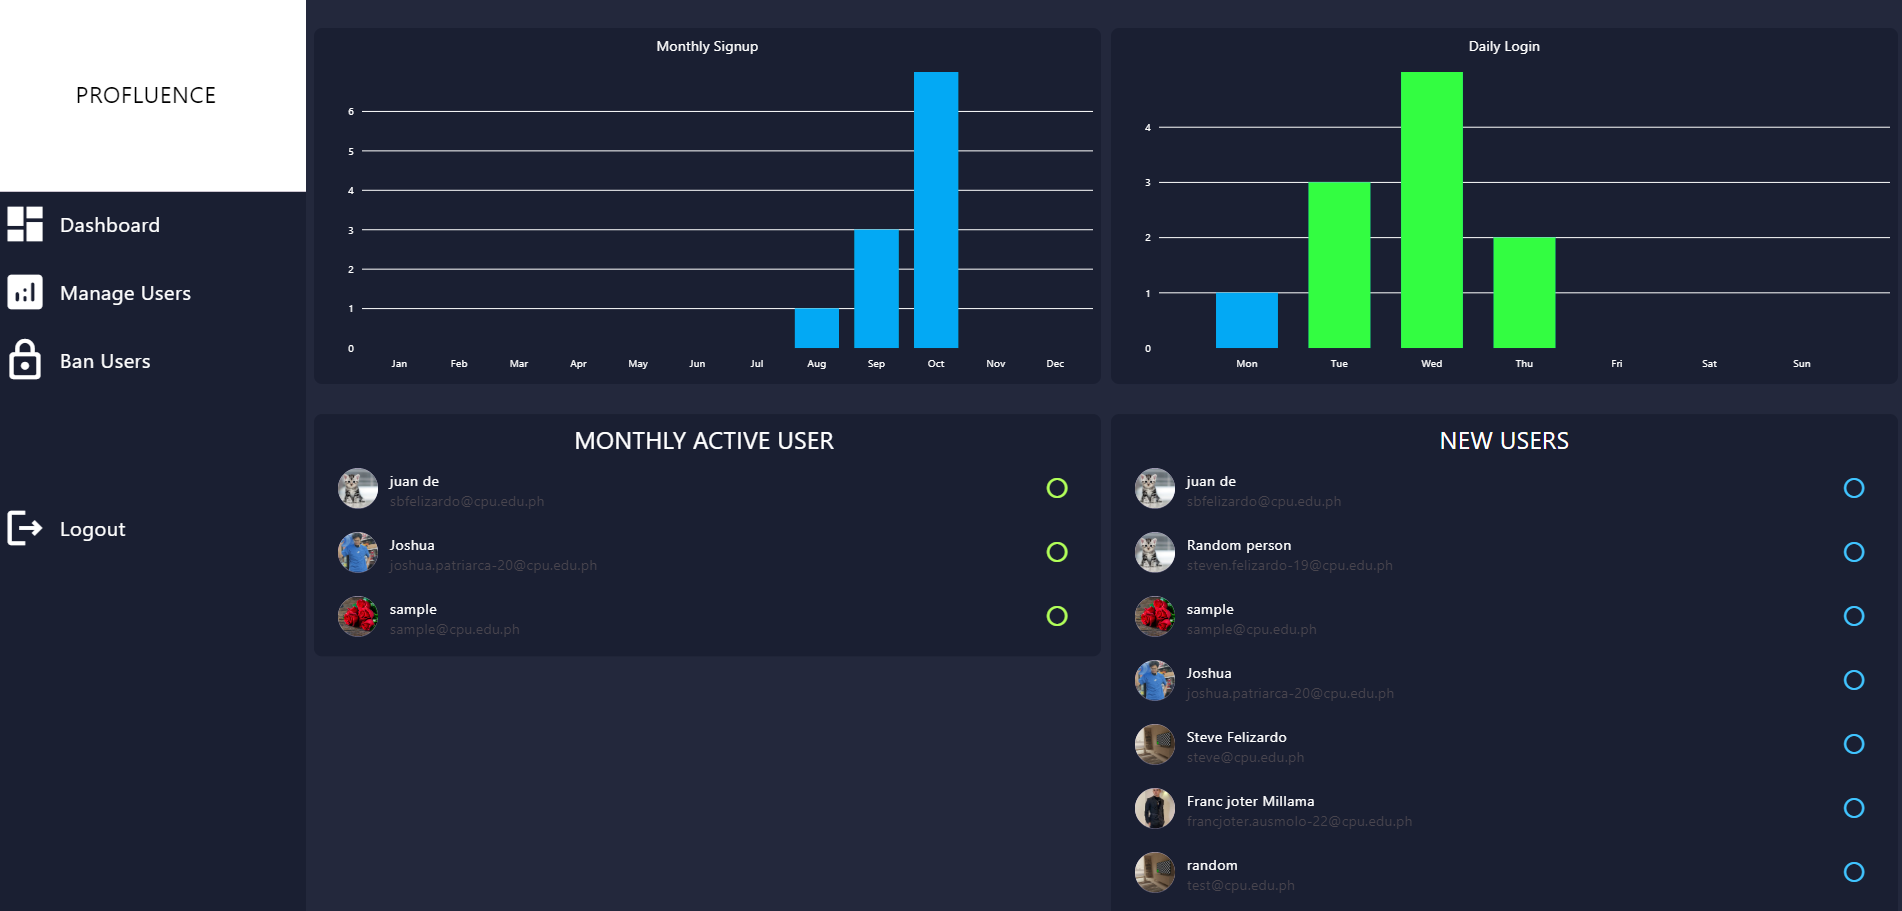 PROFLUENCE
Dashboard
Manage Users
Ban Users
Logout
Monthly Signup
6
5
4
3
2
1
0
Jan Feb Mar Apr May Jun Jul Aug Sep Oct Nov Dec
Daily Login
4
3
2
1
0
Mon Tue Wed Thu Fri Sat Sun
MONTHLY ACTIVE USER
juan de
sbfelizardo@cpu.edu.ph
Joshua
joshua.patriarca-20@cpu.edu.ph
sample
sample@cpu.edu.ph
NEW USERS
juan de
sbfelizardo@cpu.edu.ph
Random person
steven.felizardo-19@cpu.edu.ph
sample
sample@cpu.edu.ph
Joshua
joshua.patriarca-20@cpu.edu.ph
Steve Felizardo
steve@cpu.edu.ph
Franc joter Millama
francjoter.ausmolo-22@cpu.edu.ph
random
test@cpu.edu.ph